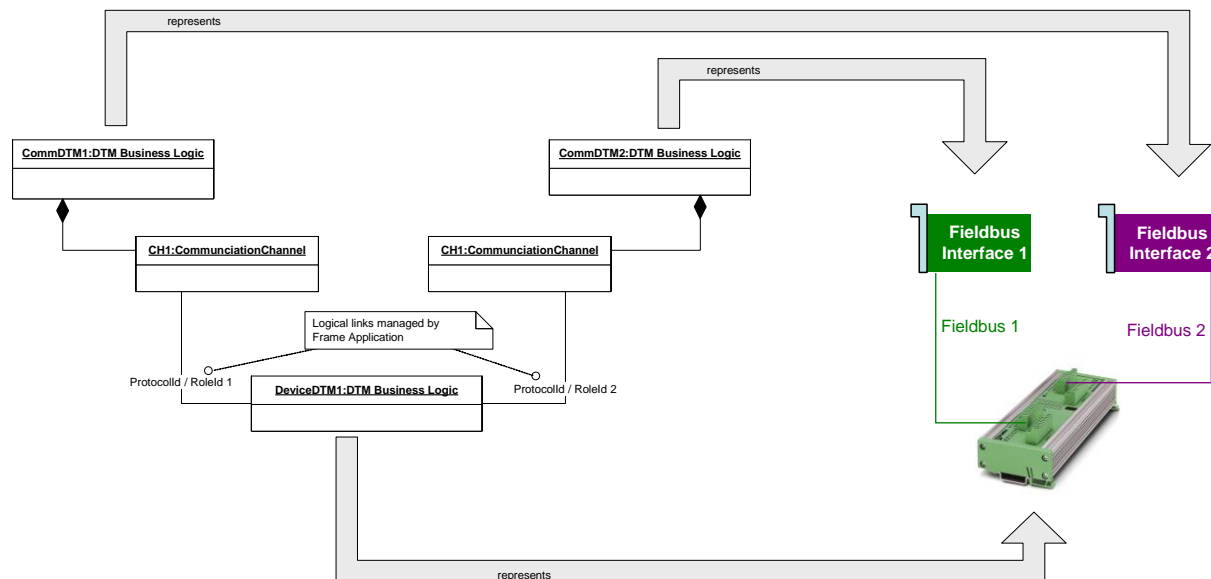 represents
represents
CommDTM1:DTM Business Logic
CommDTM2:DTM Business Logic
CH1:CommunciationChannel
CH1:CommunciationChannel
Fieldbus
Interface 1
Fieldbus
Interface 2
Logical links managed by
Frame Application
Fieldbus 1
Fieldbus 2
ProtocolId / RoleId 1
DeviceDTM1:DTM Business Logic
ProtocolId / RoleId 2
represents